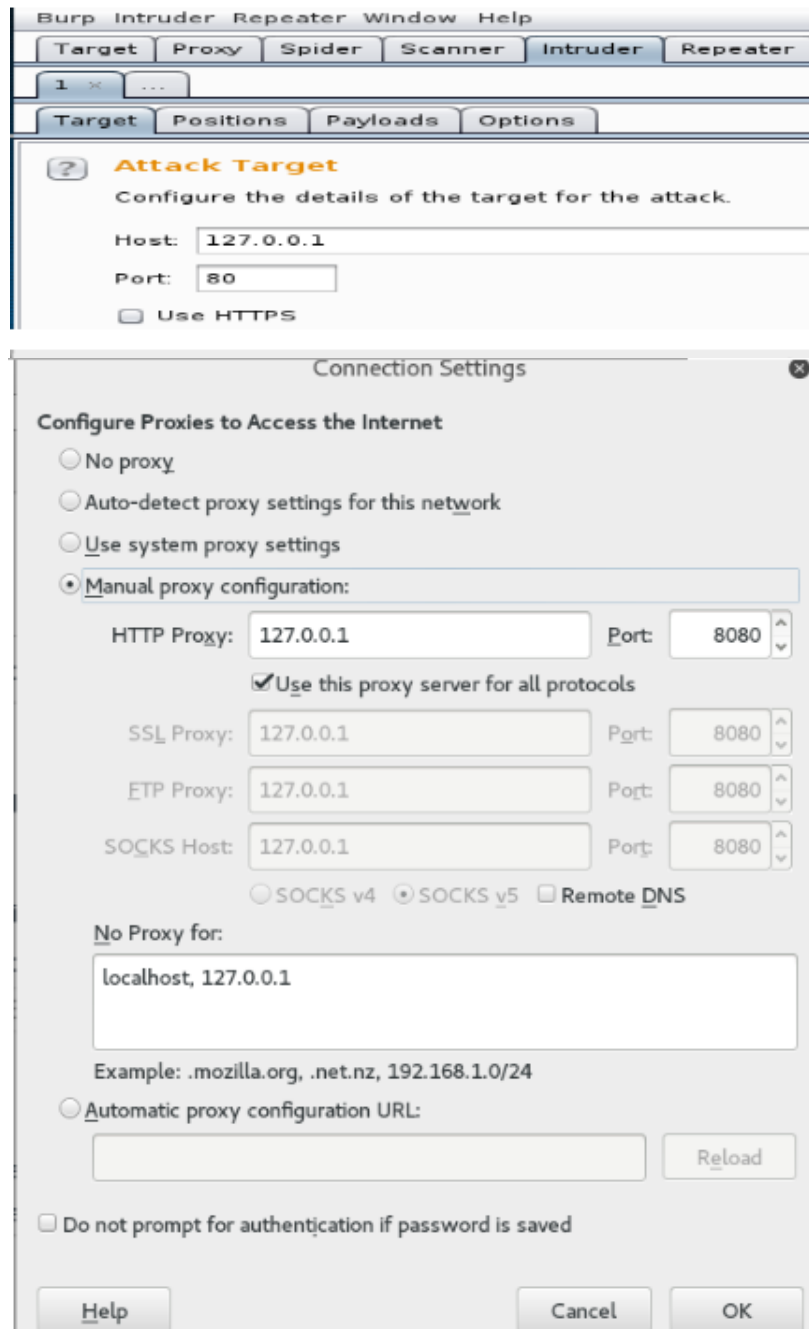 Burp Intruder Repeater Window Help
Target Proxy Spider Scanner Intruder Repeater
1 × ...
Target Positions Payloads Options
? Attack Target
Configure the details of the target for the attack.
Host: 127.0.0.1
Port: 80
Use HTTPS
Connection Settings
Configure Proxies to Access the Internet
No proxy
Auto-detect proxy settings for this network
Use system proxy settings
Manual proxy configuration:
HTTP Proxy: 127.0.0.1 Port: 8080
Use this proxy server for all protocols
SSL Proxy: 127.0.0.1 Port: 8080
FTP Proxy: 127.0.0.1 Port: 8080
SOCKS Host: 127.0.0.1 Port: 8080
SOCKS v4 SOCKS v5 Remote DNS
No Proxy for:
localhost, 127.0.0.1
Example: .mozilla.org, .net.nz, 192.168.1.0/24
Automatic proxy configuration URL:
Reload
Do not prompt for authentication if password is saved
Help Cancel OK